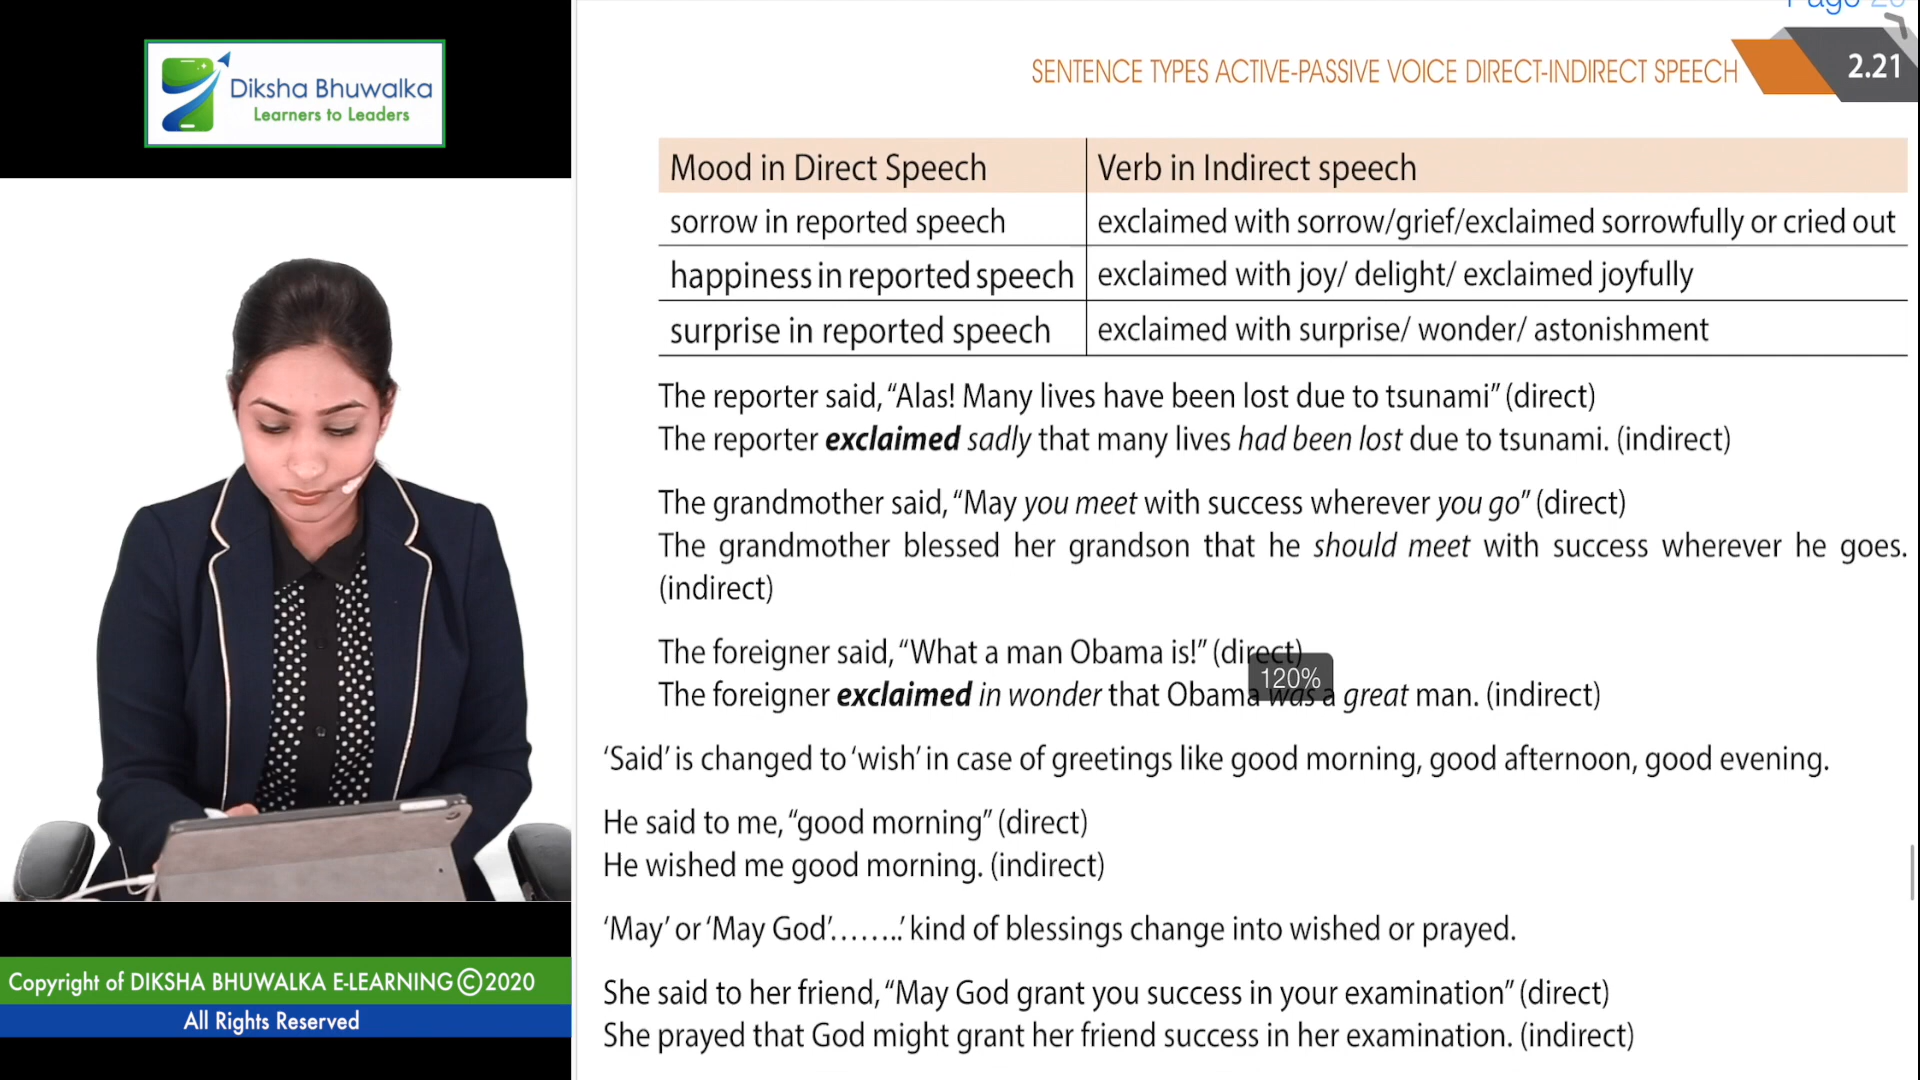 Diksha Bhuwalka
Learners to Leaders
Copyright of DIKSHA BHUWALKA E-LEARNING © 2020
All Rights Reserved
SENTENCE TYPES ACTIVE-PASSIVE VOICE DIRECT-INDIRECT SPEECH 2.21
Mood in Direct Speech Verb in Indirect speech
sorrow in reported speech exclaimed with sorrow/grief/exclaimed sorrowfully or cried out
happiness in reported speech exclaimed with joy/ delight/ exclaimed joyfully
surprise in reported speech exclaimed with surprise/ wonder/ astonishment
The reporter said, “Alas! Many lives have been lost due to tsunami” (direct)
The reporter exclaimed sadly that many lives had been lost due to tsunami. (indirect)
The grandmother said, “May you meet with success wherever you go” (direct)
The grandmother blessed her grandson that he should meet with success wherever he goes.
(indirect)
The foreigner said, “What a man Obama is!” (direct)
120%
The foreigner exclaimed in wonder that Obama was a great man. (indirect)
‘Said’ is changed to ‘wish’ in case of greetings like good morning, good afternoon, good evening.
He said to me, “good morning” (direct)
He wished me good morning. (indirect)
‘May’ or ‘May God’……..’ kind of blessings change into wished or prayed.
She said to her friend, “May God grant you success in your examination” (direct)
She prayed that God might grant her friend success in her examination. (indirect)